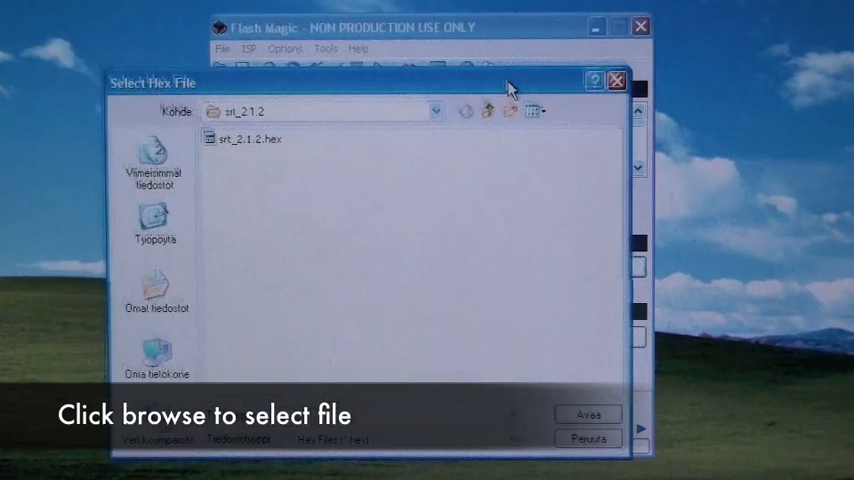 Flash Magic - NON PRODUCTION USE ONLY
File ISP Options Tools Help
Select Hex File
Kohde: srt_2.1.2
srt_2.1.2.hex
Viimeisimmät
tiedostot
Työpöytä
Omat tiedostot
Oma tietokone
Click browse to select file
Avaa
Verkkoympäristö Tiedostotyyppi: Hex Files (*.hex)
Peruuta